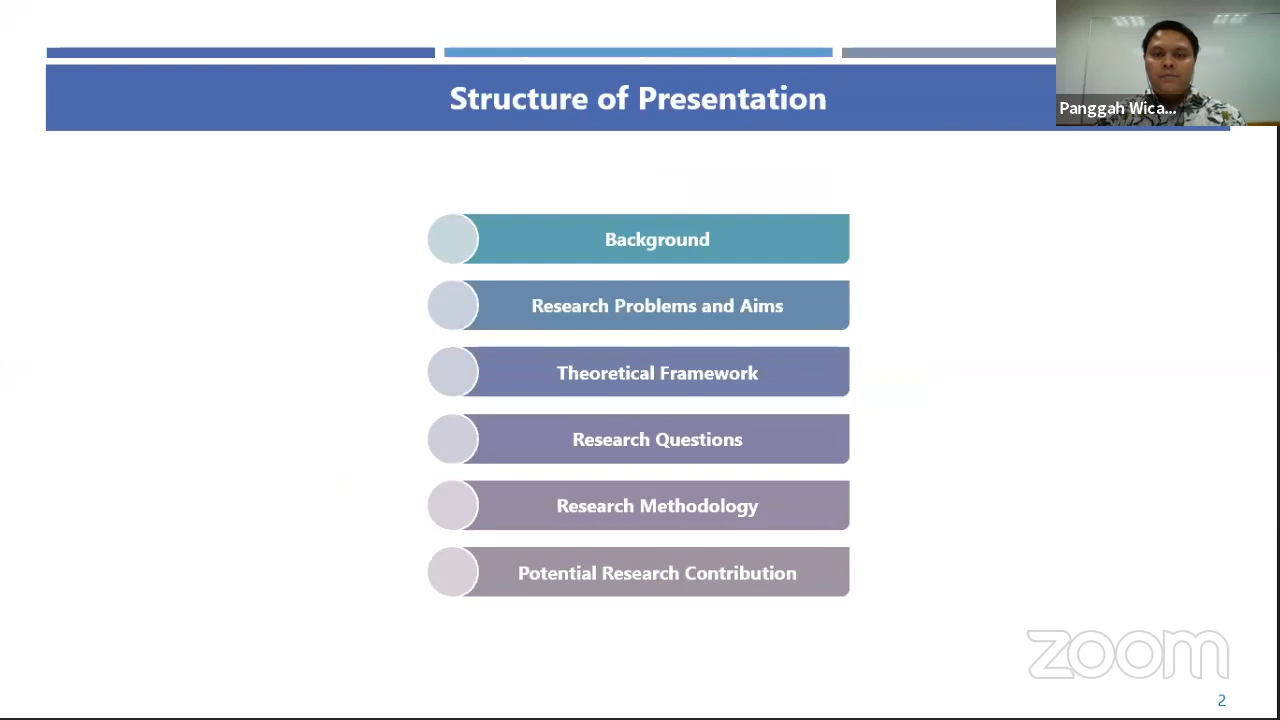 Structure of Presentation
Panggah Wica...
Background
Research Problems and Aims
Theoretical Framework
Research Questions
Research Methodology
Potential Research Contribution
zoom
2